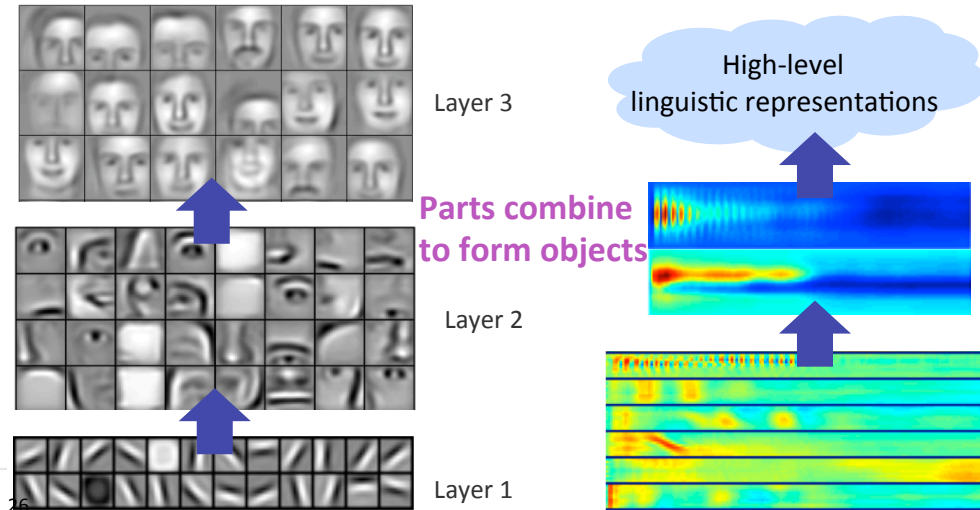 High-level
linguistic representations
Layer 3
Parts combine
to form objects
Layer 2
Layer 1
26